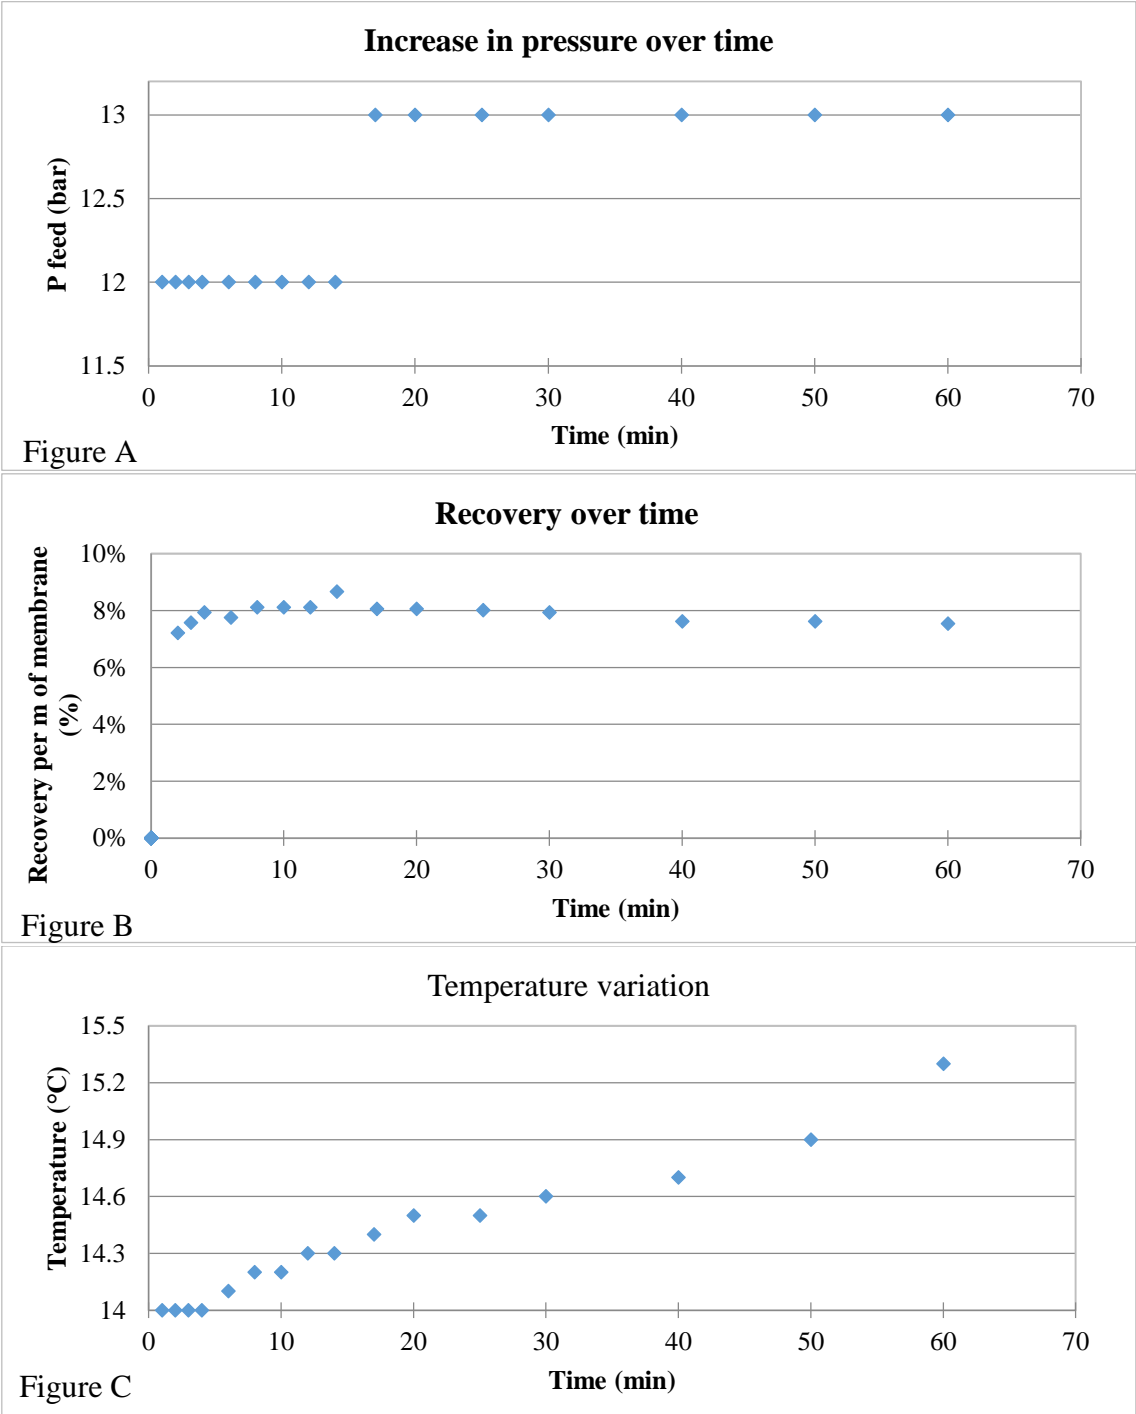 Increase in pressure over time
P feed (bar)
13
12.5
12
11.5
0 10 20 30 40 50 60 70
Time (min)
Figure A
Recovery over time
Recovery per m of membrane
(%)
10%
8%
6%
4%
2%
0%
0 10 20 30 40 50 60 70
Time (min)
Figure B
Temperature variation
Temperature (°C)
15.5
15.2
14.9
14.6
14.3
14
0 10 20 30 40 50 60 70
Time (min)
Figure C